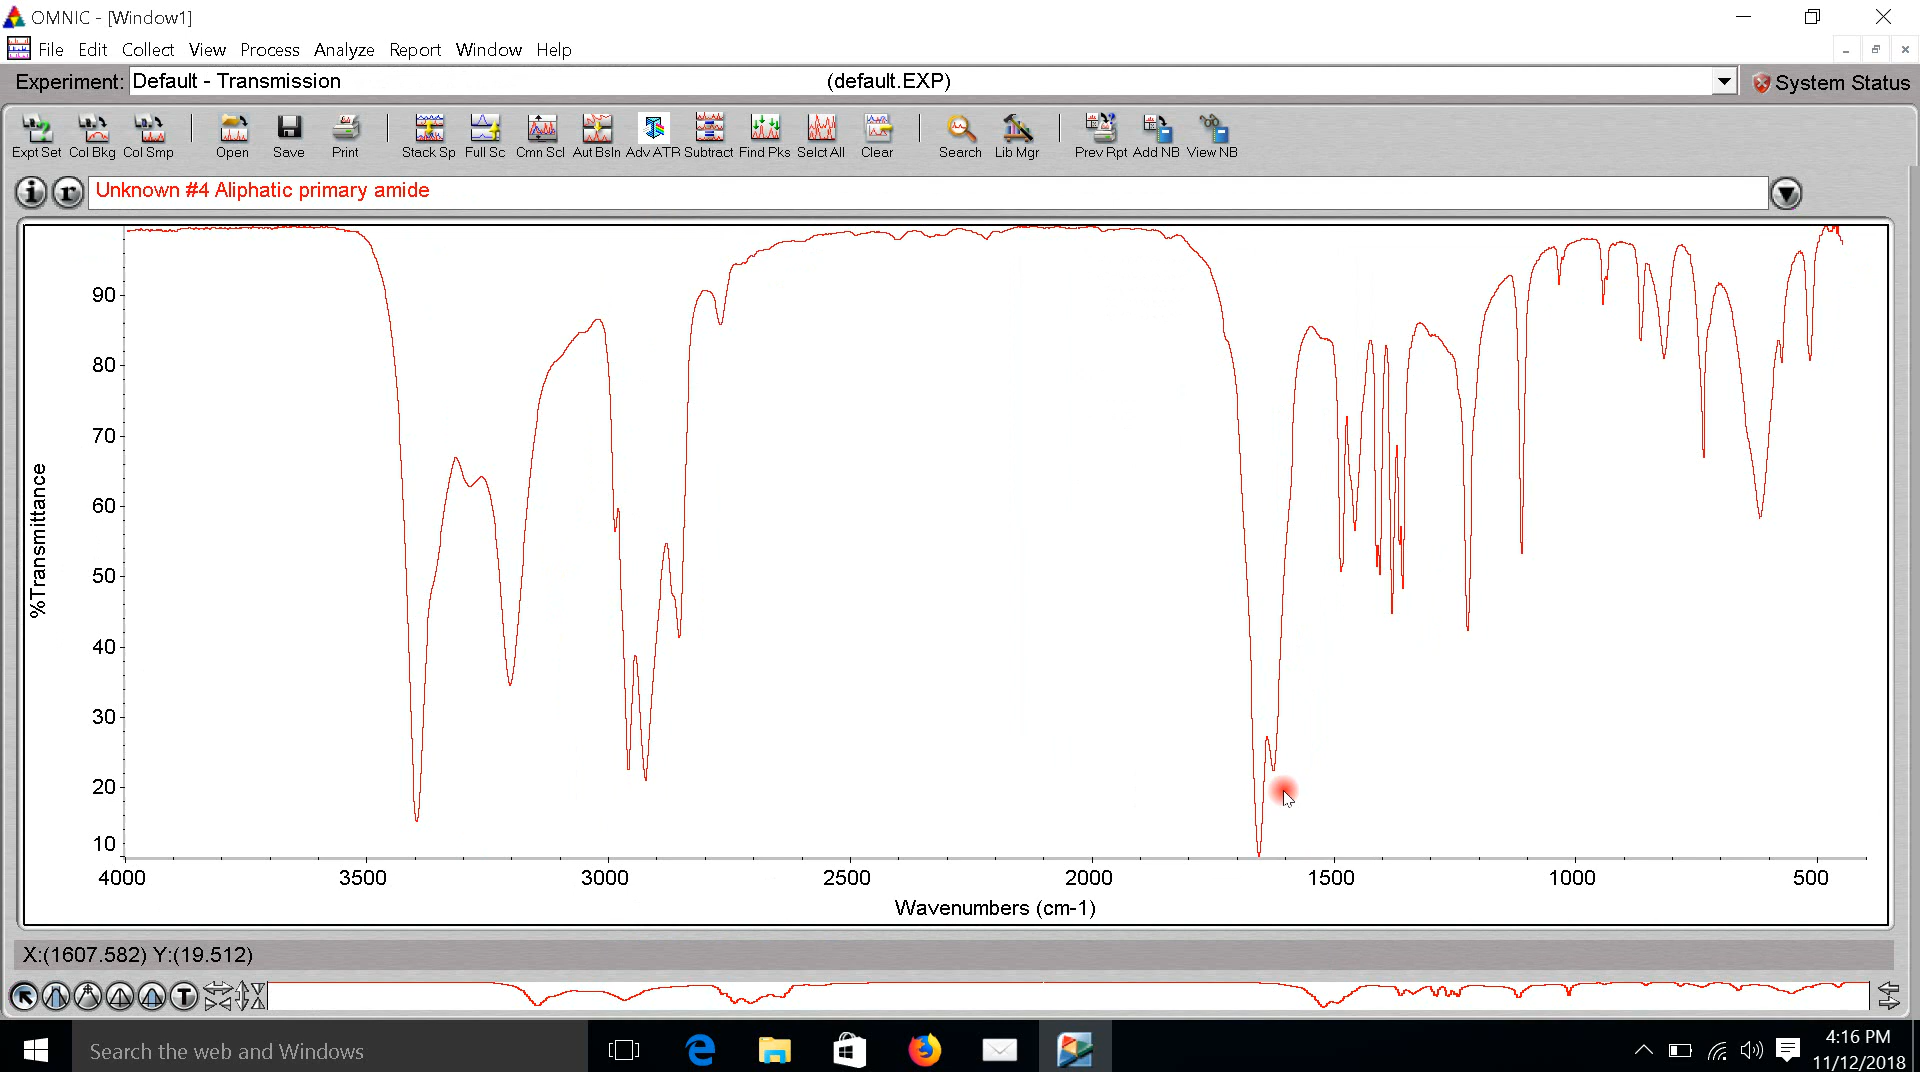 OMNIC - [Window1]
File Edit Collect View Process Analyze Report Window Help
Experiment: Default - Transmission (default.EXP) System Status
Expt Set Col Bkg Col Smp Open Save Print Stack Sp Full Sc Cmn Scl Aut Bsln Adv ATR Subtract Find Pks Selct All Clear Search Lib Mgr Prev Rpt Add NB View NB
i r Unknown #4 Aliphatic primary amide
90
80
70
60
50
40
30
20
10
%Transmittance
4000 3500 3000 2500 2000 1500 1000 500
Wavenumbers (cm-1)
X:(1607.582) Y:(19.512)
T
Search the web and Windows
4:16 PM
11/12/2018